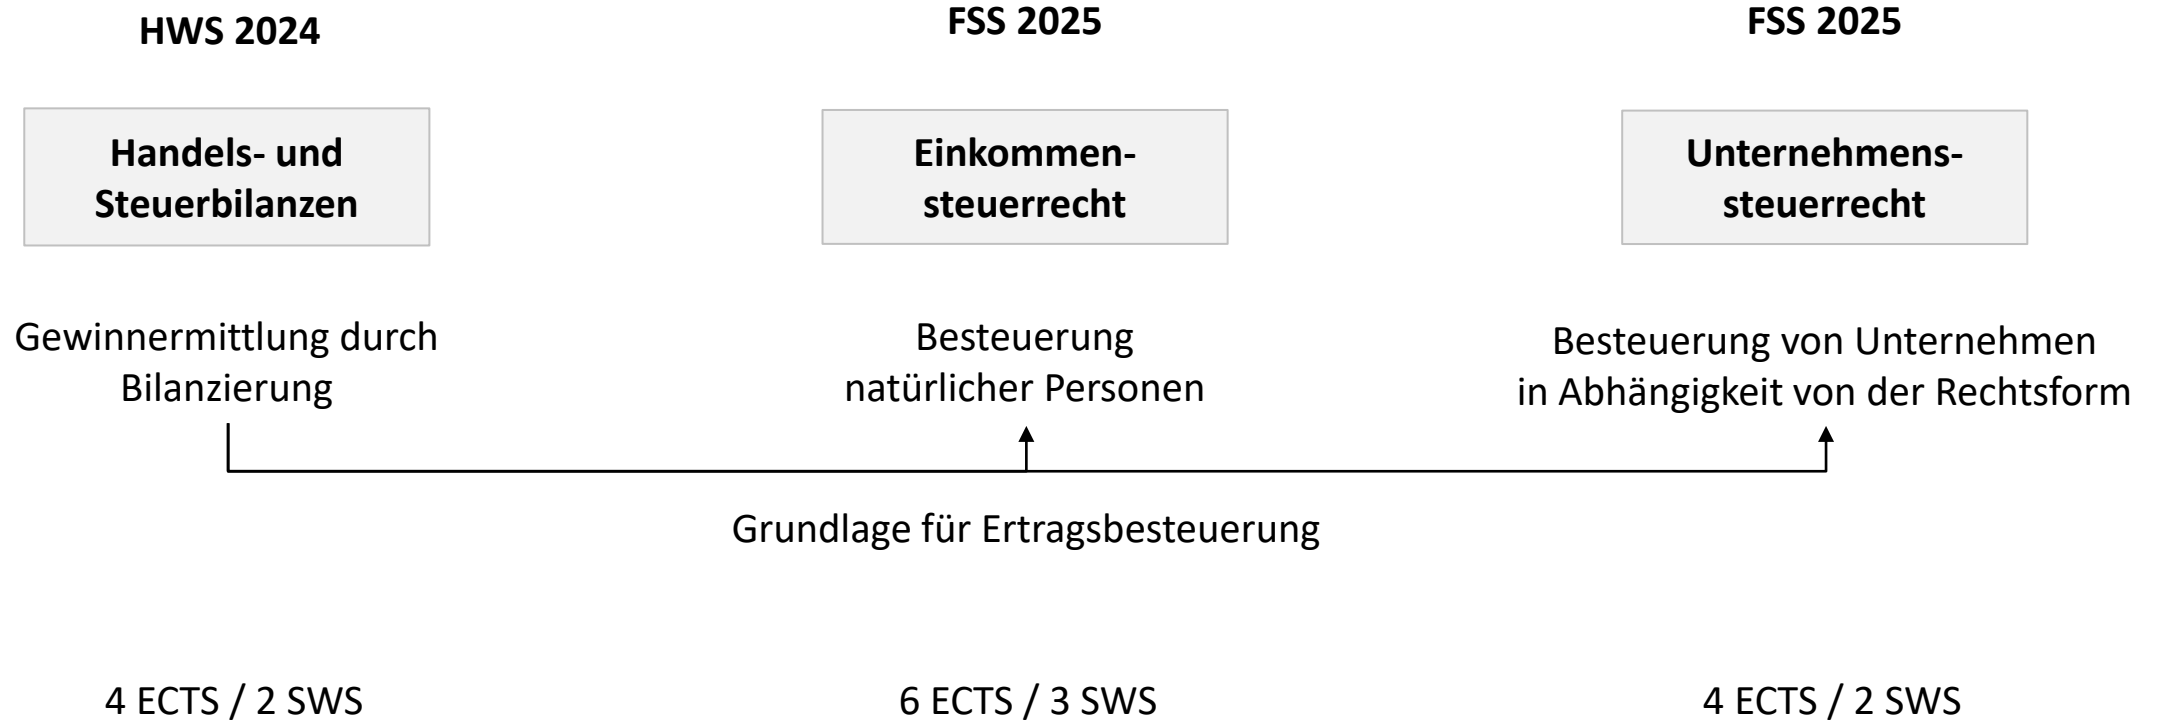 HWS 2024
FSS 2025
FSS 2025
Handels- und
Steuerbilanzen
Einkommen-
steuerrecht
Unternehmens-
steuerrecht
Gewinnermittlung durch
Bilanzierung
Besteuerung
natürlicher Personen
Besteuerung von Unternehmen
in Abhängigkeit von der Rechtsform
Grundlage für Ertragsbesteuerung
4 ECTS / 2 SWS
6 ECTS / 3 SWS
4 ECTS / 2 SWS